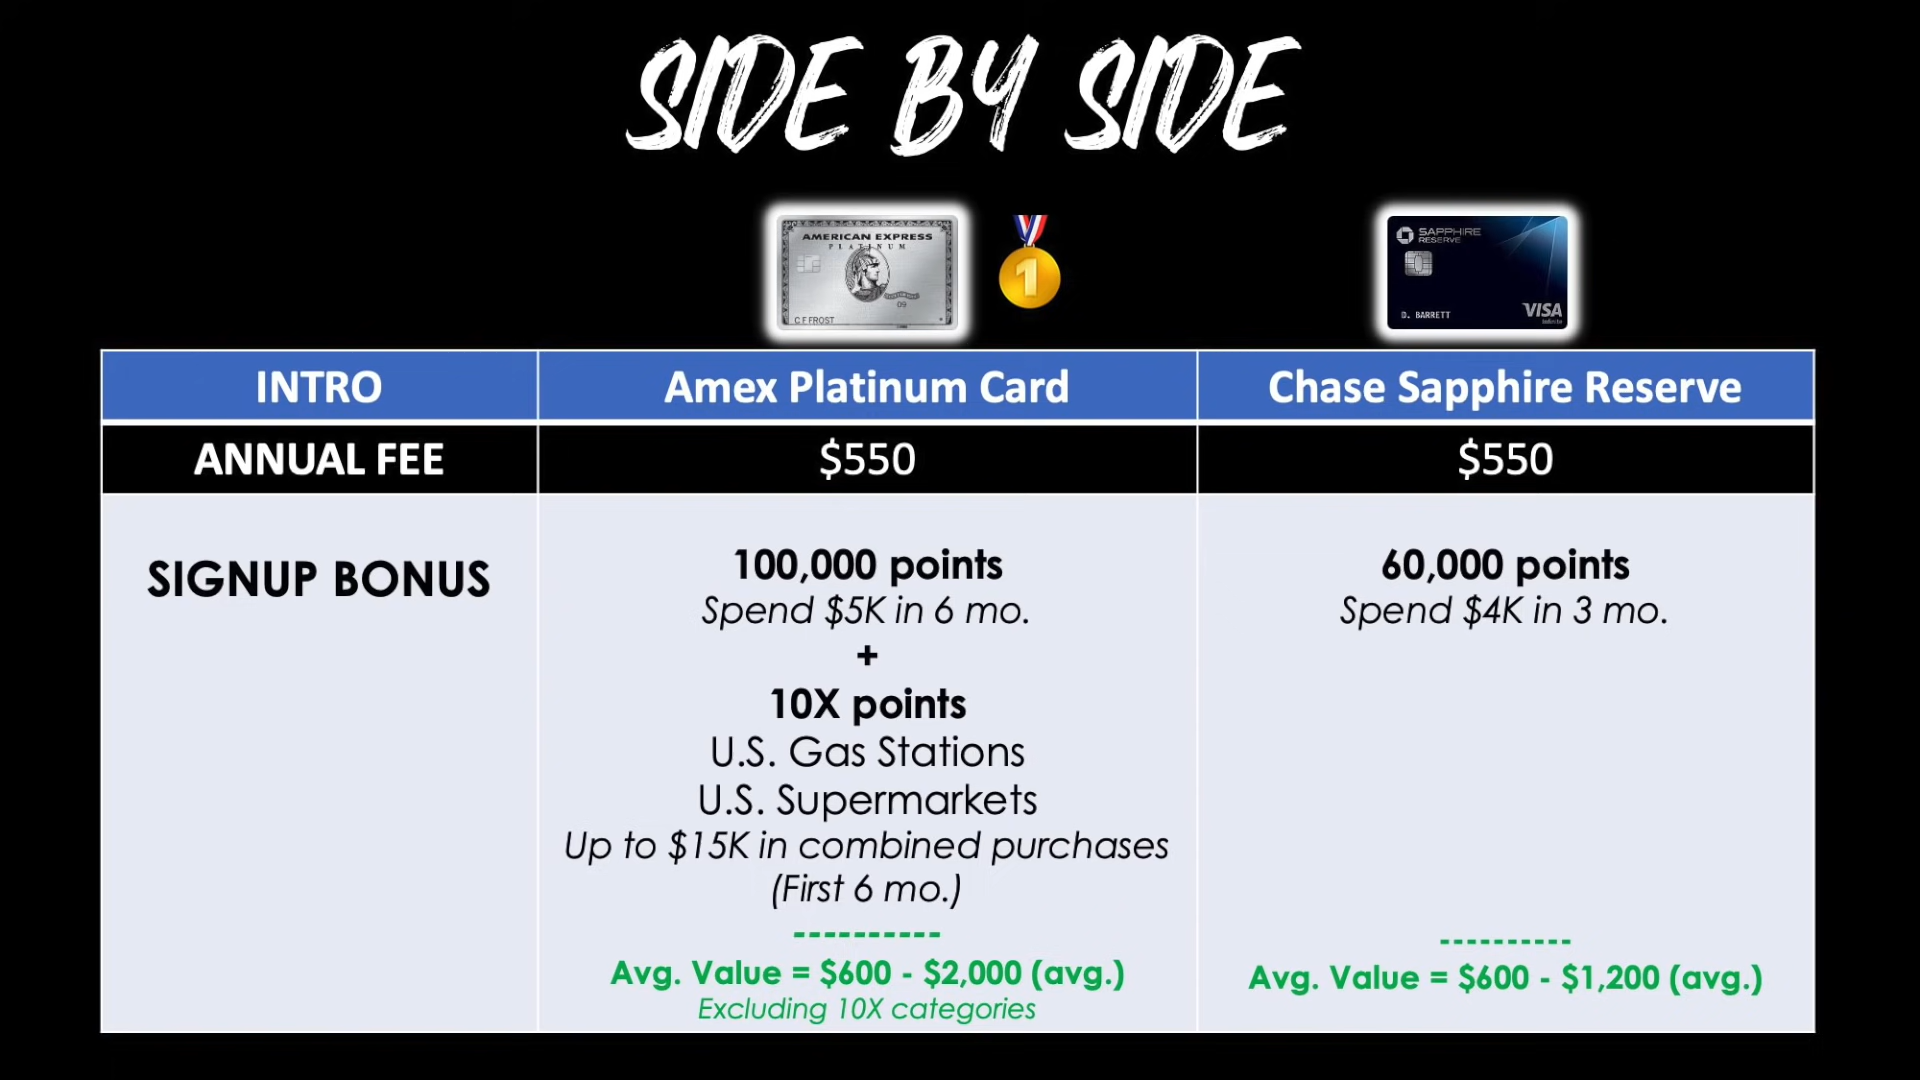 SIDE BY SIDE
AMERICAN EXPRESS
PLATINUM
09
C F FROST
1
SAPPHIRE
RESERVE
D. BARRETT
VISA
INTRO
Amex Platinum Card
Chase Sapphire Reserve
ANNUAL FEE
$550
$550
SIGNUP BONUS
100,000 points
Spend $5K in 6 mo.
+
10X points
U.S. Gas Stations
U.S. Supermarkets
Up to $15K in combined purchases
(First 6 mo.)
----------
Avg. Value = $600 - $2,000 (avg.)
Excluding 10X categories
60,000 points
Spend $4K in 3 mo.
----------
Avg. Value = $600 - $1,200 (avg.)